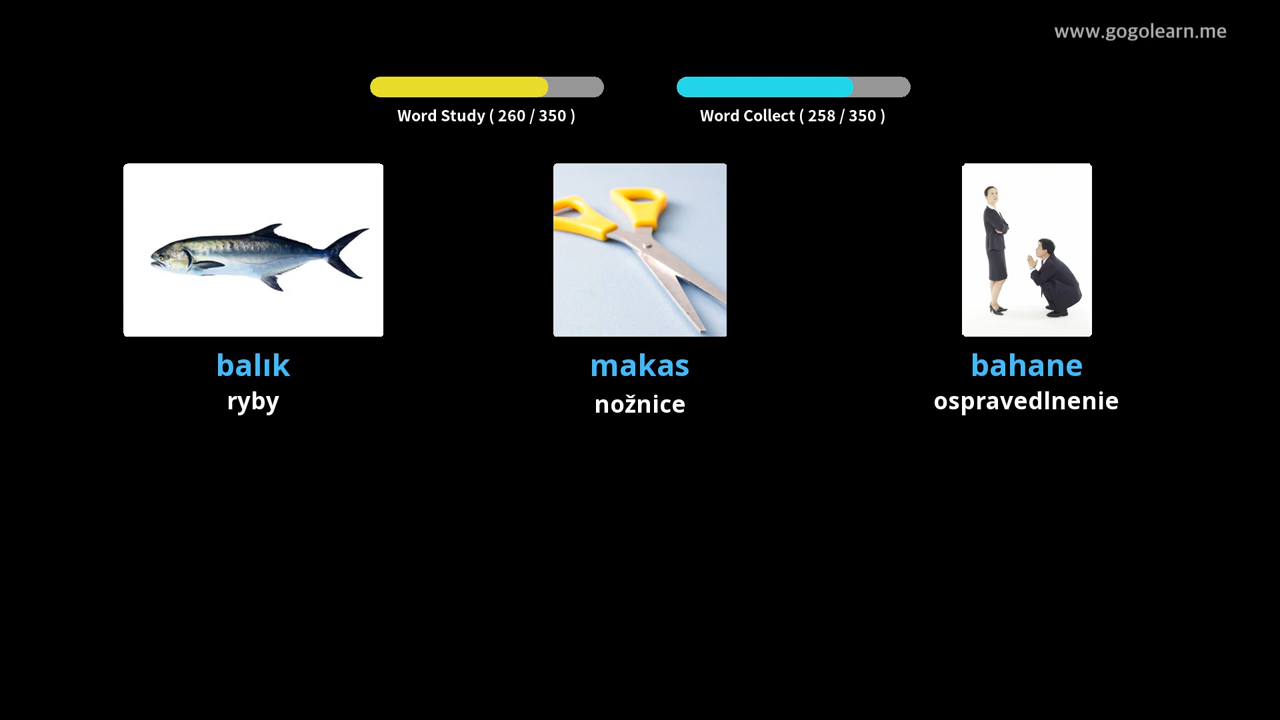 www.gogolearn.me
Word Study ( 260 / 350 )
Word Collect ( 258 / 350 )
balık
ryby
makas
nožnice
bahane
ospravedlnenie